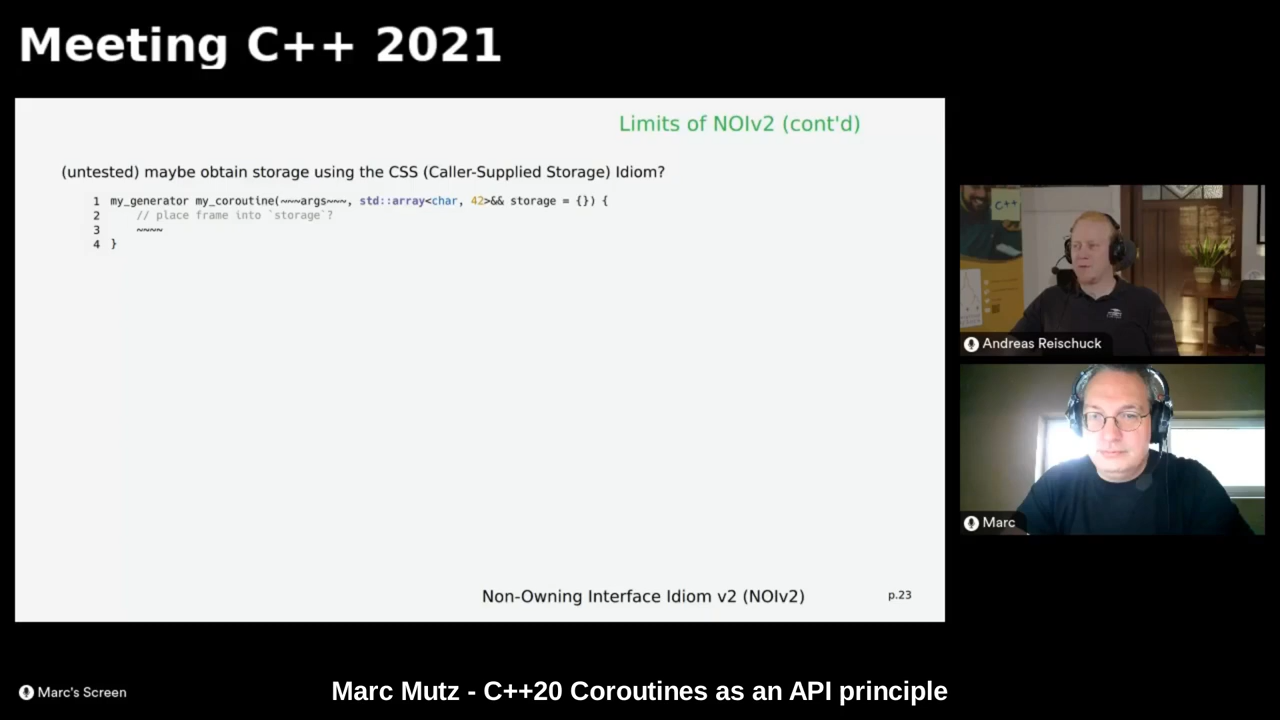 Meeting C++ 2021
Limits of NOIv2 (cont'd)
(untested) maybe obtain storage using the CSS (Caller-Supplied Storage) Idiom?
1 my_generator my_coroutine(~~~args~~~, std::array<char, 42>&& storage = {}) {
2 // place frame into `storage`?
3 ~~~~
4 }
Non-Owning Interface Idiom v2 (NOIv2)
p.23
C++
Andreas Reischuck
Marc
Marc's Screen
Marc Mutz - C++20 Coroutines as an API principle